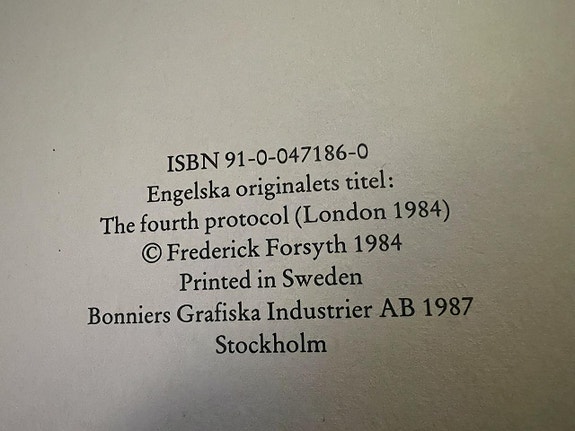 ISBN 91-0-047186-0
Engelska originalets titel:
The fourth protocol (London 1984)
© Frederick Forsyth 1984
Printed in Sweden
Bonniers Grafiska Industrier AB 1987
Stockholm